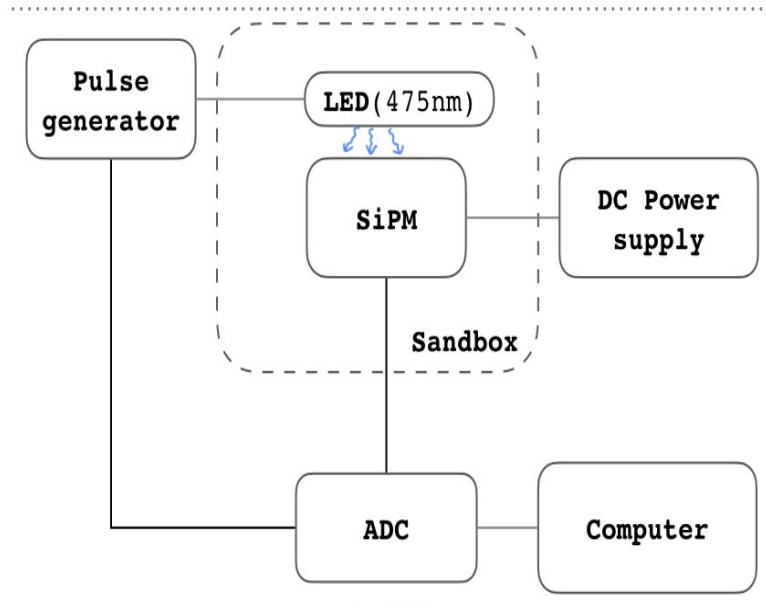 Pulse
generator
LED(475nm)
SiPM
DC Power
supply
Sandbox
ADC
Computer